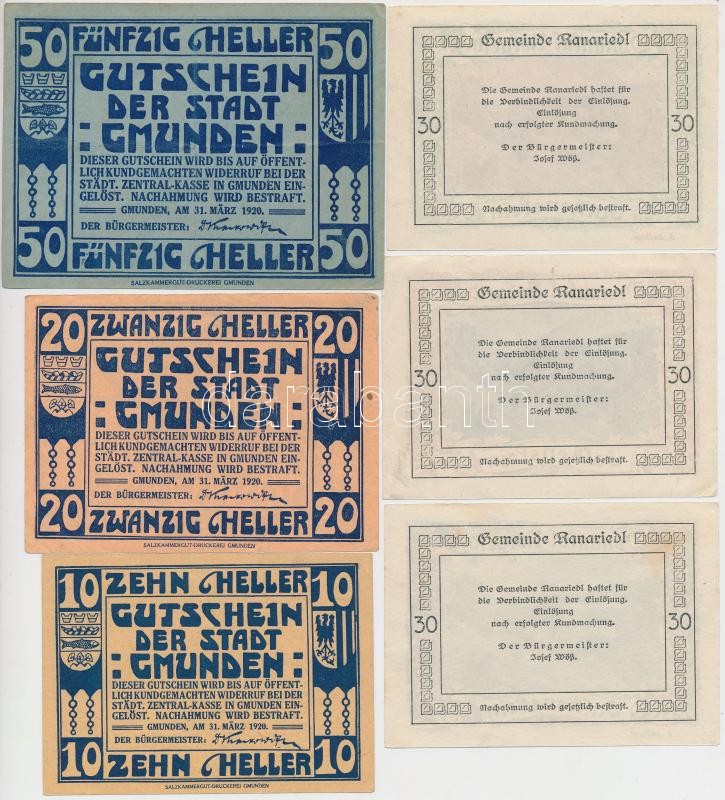 50 FÜNFZIG HELLER 50
GUTSCHEIN
DER STADT
: GMUNDEN :
DIESER GUTSCHEIN WIRD BIS AUF ÖFFENT-
LICH KUNDGEMACHTEN WIDERRUF BEI DER
STÄDT. ZENTRAL-KASSE IN GMUNDEN EIN-
GELÖST. NACHAHMUNG WIRD BESTRAFT.
GMUNDEN, AM 31. MÄRZ 1920.
DER BÜRGERMEISTER:
50 FÜNFZIG HELLER 50
SALZKAMMERGUT-DRUCKEREI GMUNDEN
20 ZWANZIG HELLER 20
GUTSCHEIN
DER STADT
: GMUNDEN :
DIESER GUTSCHEIN WIRD BIS AUF ÖFFENT-
LICH KUNDGEMACHTEN WIDERRUF BEI DER
STÄDT. ZENTRAL-KASSE IN GMUNDEN EIN-
GELÖST. NACHAHMUNG WIRD BESTRAFT.
GMUNDEN, AM 31. MÄRZ 1920.
DER BÜRGERMEISTER:
20 ZWANZIG HELLER 20
SALZKAMMERGUT-DRUCKEREI GMUNDEN
10 ZEHN HELLER 10
GUTSCHEIN
DER STADT
: GMUNDEN :
DIESER GUTSCHEIN WIRD BIS AUF ÖFFENT-
LICH KUNDGEMACHTEN WIDERRUF BEI DER
STÄDT. ZENTRAL-KASSE IN GMUNDEN EIN-
GELÖST. NACHAHMUNG WIRD BESTRAFT.
GMUNDEN, AM 31. MÄRZ 1920.
DER BÜRGERMEISTER:
10 ZEHN HELLER 10
SALZKAMMERGUT-DRUCKEREI GMUNDEN
Gemeinde Ranariedl
Die Gemeinde Ranariedl haftet für
die Verbindlichkeit der Einlösung.
Einlösung
30 nach erfolgter Kundmachung. 30
Der Bürgermeister:
Josef Wöß.
Nachahmung wird gesetzlich bestraft.
Gemeinde Ranariedl
Die Gemeinde Ranariedl haftet für
die Verbindlichkeit der Einlösung.
Einlösung
30 nach erfolgter Kundmachung. 30
Der Bürgermeister:
Josef Wöß.
Nachahmung wird gesetzlich bestraft.
Gemeinde Ranariedl
Die Gemeinde Ranariedl haftet für
die Verbindlichkeit der Einlösung.
Einlösung
30 nach erfolgter Kundmachung. 30
Der Bürgermeister:
Josef Wöß.
Nachahmung wird gesetzlich bestraft.
darabanth